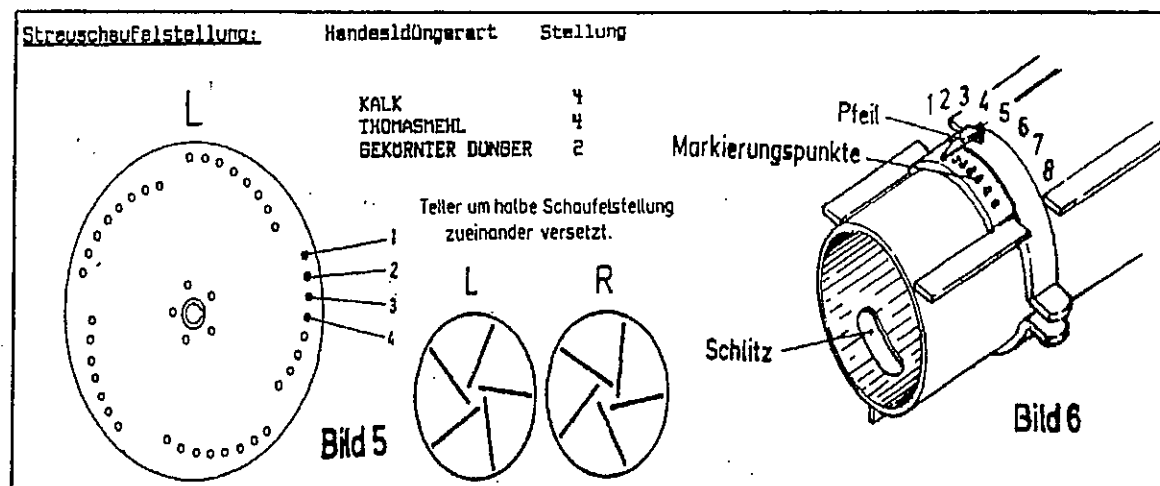 Streuschaufelstellung: Handesldüngerart Stellung
KALK 4
THOMASMEHL 4
GEKÖRNTER DÜNGER 2
L
1
2
3
4
Teller um halbe Schaufelstellung
zueinander versetzt.
L R
Bild 5
1 2 3 4 5 6 7 8
Pfeil
Markierungspunkte
Schlitz
Bild 6